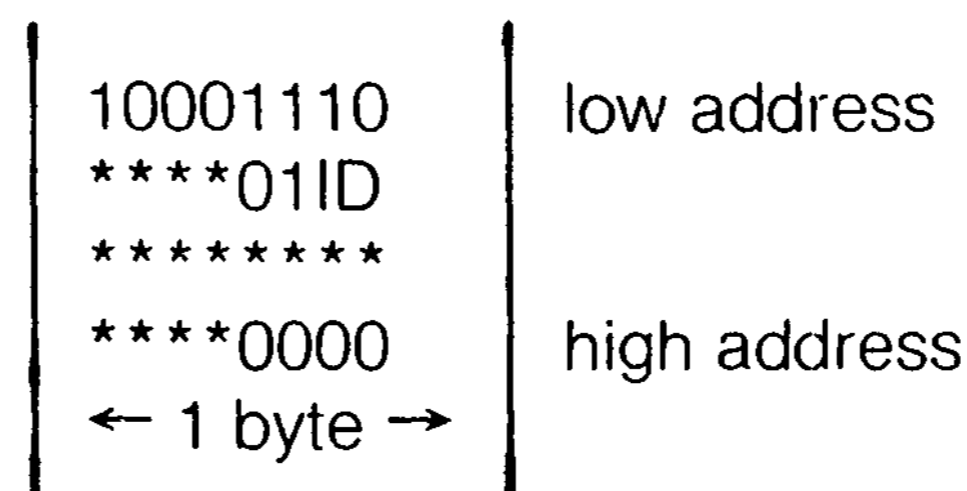 10001110 low address
****01ID
********
****0000 high address
← 1 byte →